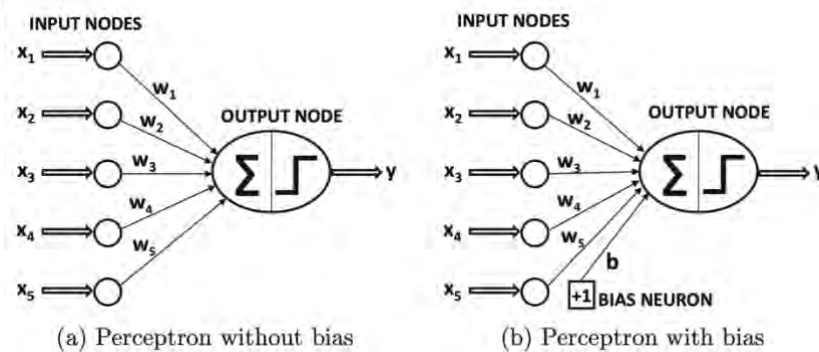 INPUT NODES
x1
w1
x2
w2
OUTPUT NODE
x3
w3
Σ
y
x4
w4
w5
x5
(a) Perceptron without bias
INPUT NODES
x1
w1
x2
w2
OUTPUT NODE
x3
w3
Σ
y
x4
w4
w5
b
x5
+1 BIAS NEURON
(b) Perceptron with bias